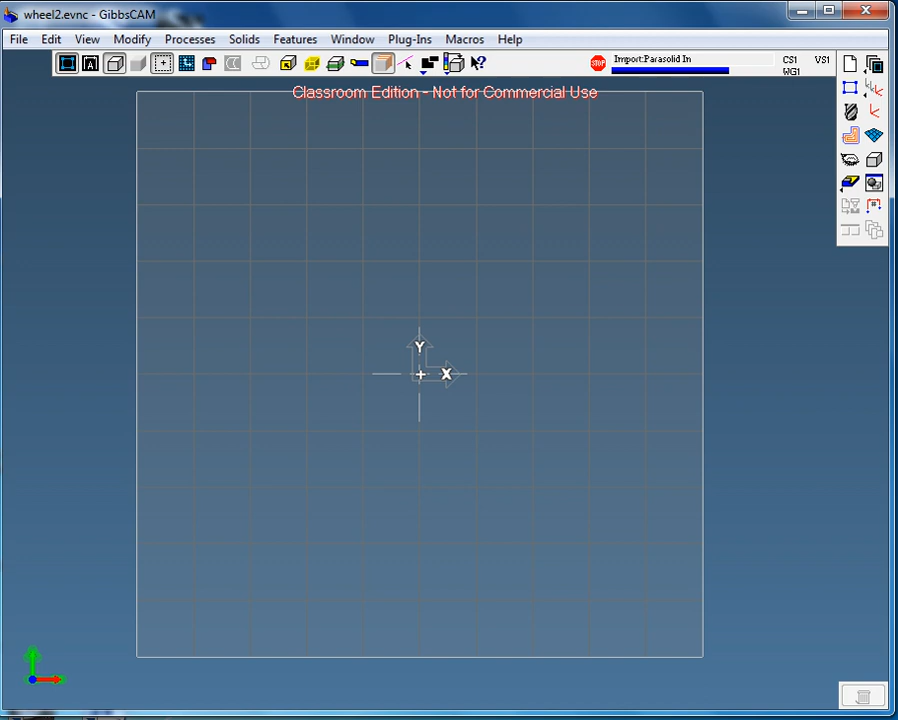 wheel2.evnc - GibbsCAM
File Edit View Modify Processes Solids Features Window Plug-Ins Macros Help
STOP Import:Parasolid In CS1 VS1
WG1
Classroom Edition - Not for Commercial Use
Y
X